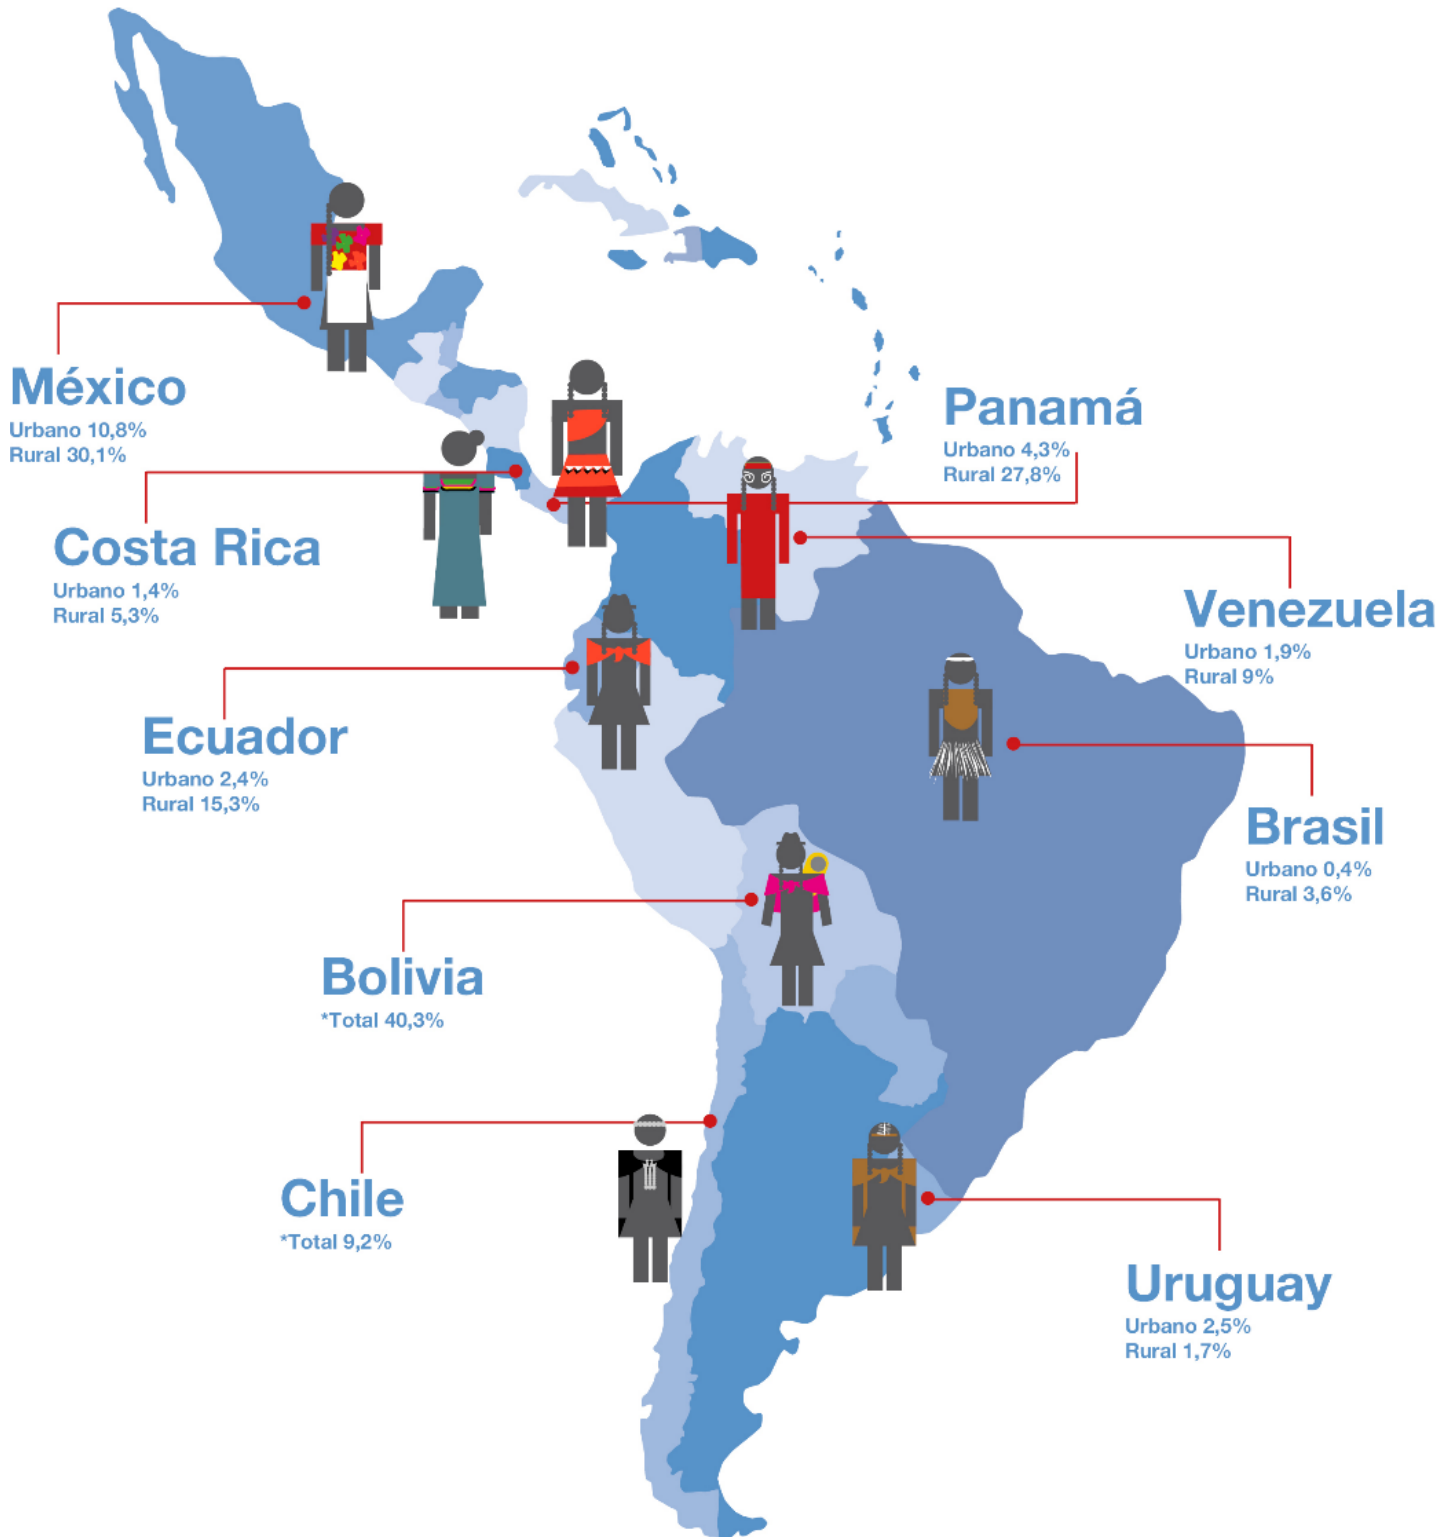 México
Urbano 10,8%
Rural 30,1%
Panamá
Urbano 4,3%
Rural 27,8%
Costa Rica
Urbano 1,4%
Rural 5,3%
Venezuela
Urbano 1,9%
Rural 9%
Ecuador
Urbano 2,4%
Rural 15,3%
Brasil
Urbano 0,4%
Rural 3,6%
Bolivia
*Total 40,3%
Chile
*Total 9,2%
Uruguay
Urbano 2,5%
Rural 1,7%